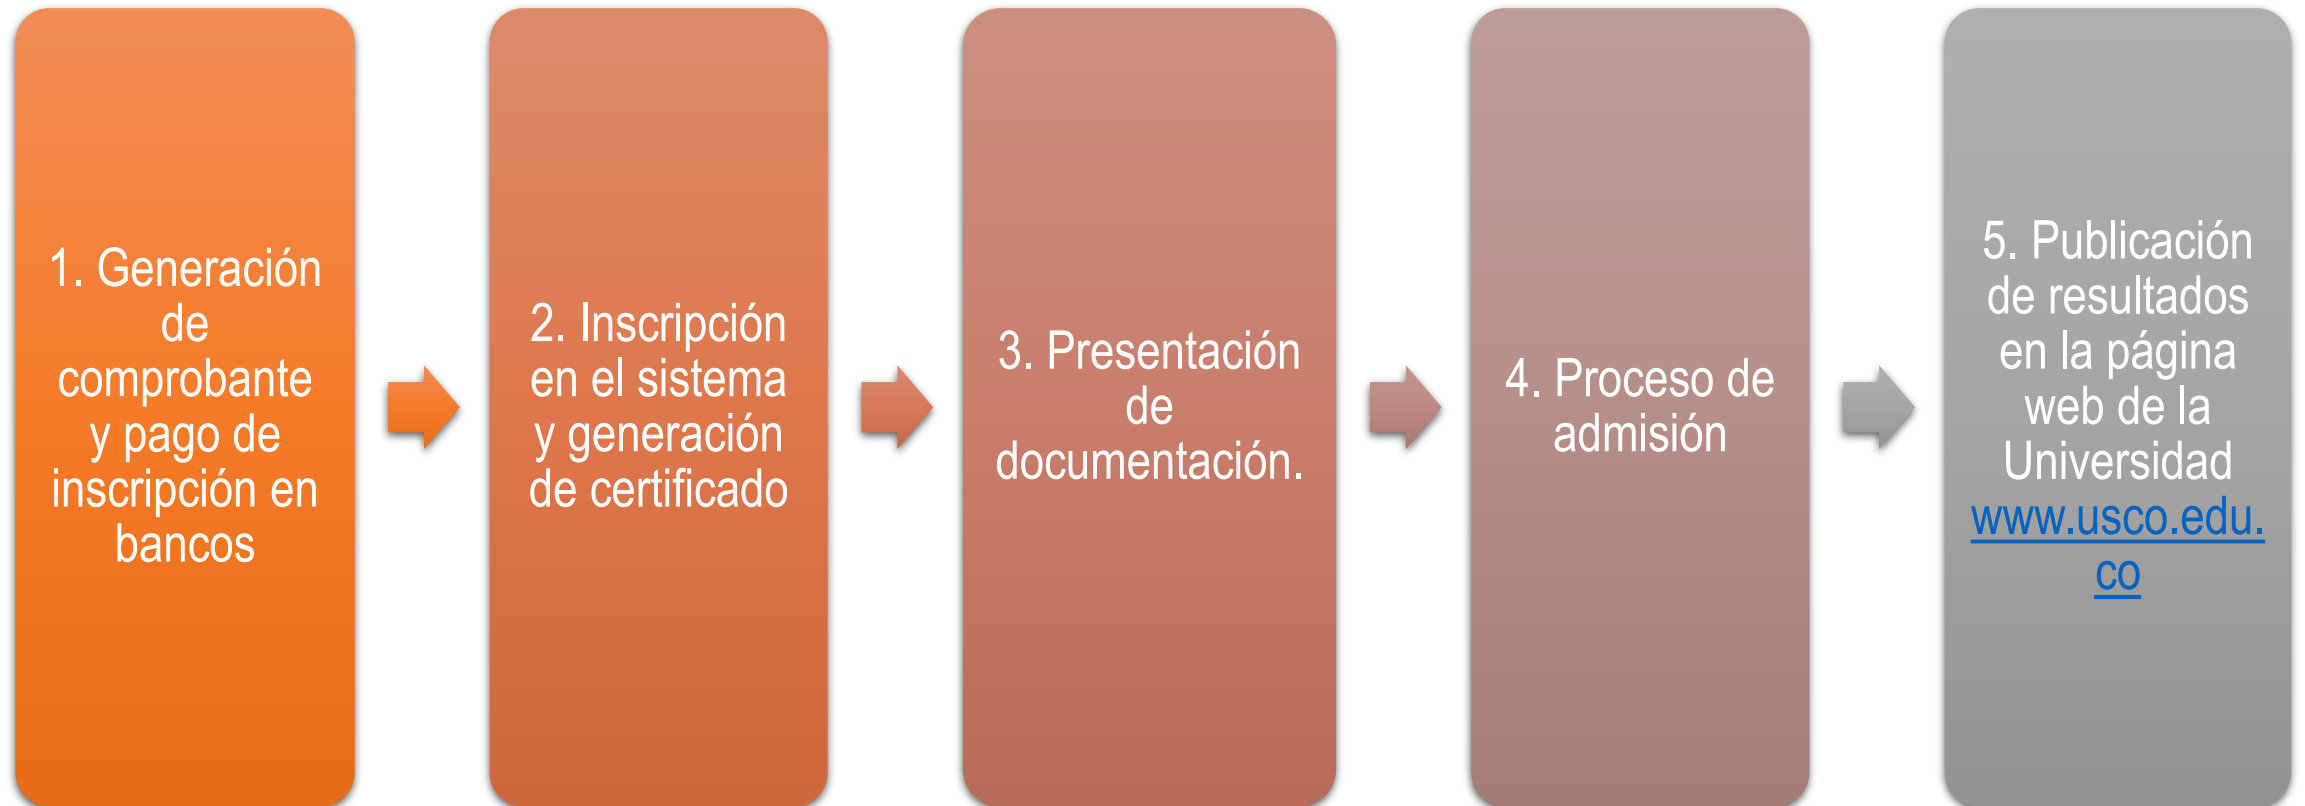 1. Generación
de
comprobante
y pago de
inscripción en
bancos
2. Inscripción
en el sistema
y generación
de certificado
3. Presentación
de
documentación.
4. Proceso de
admisión
5. Publicación
de resultados
en la página
web de la
Universidad
www.usco.edu.
co